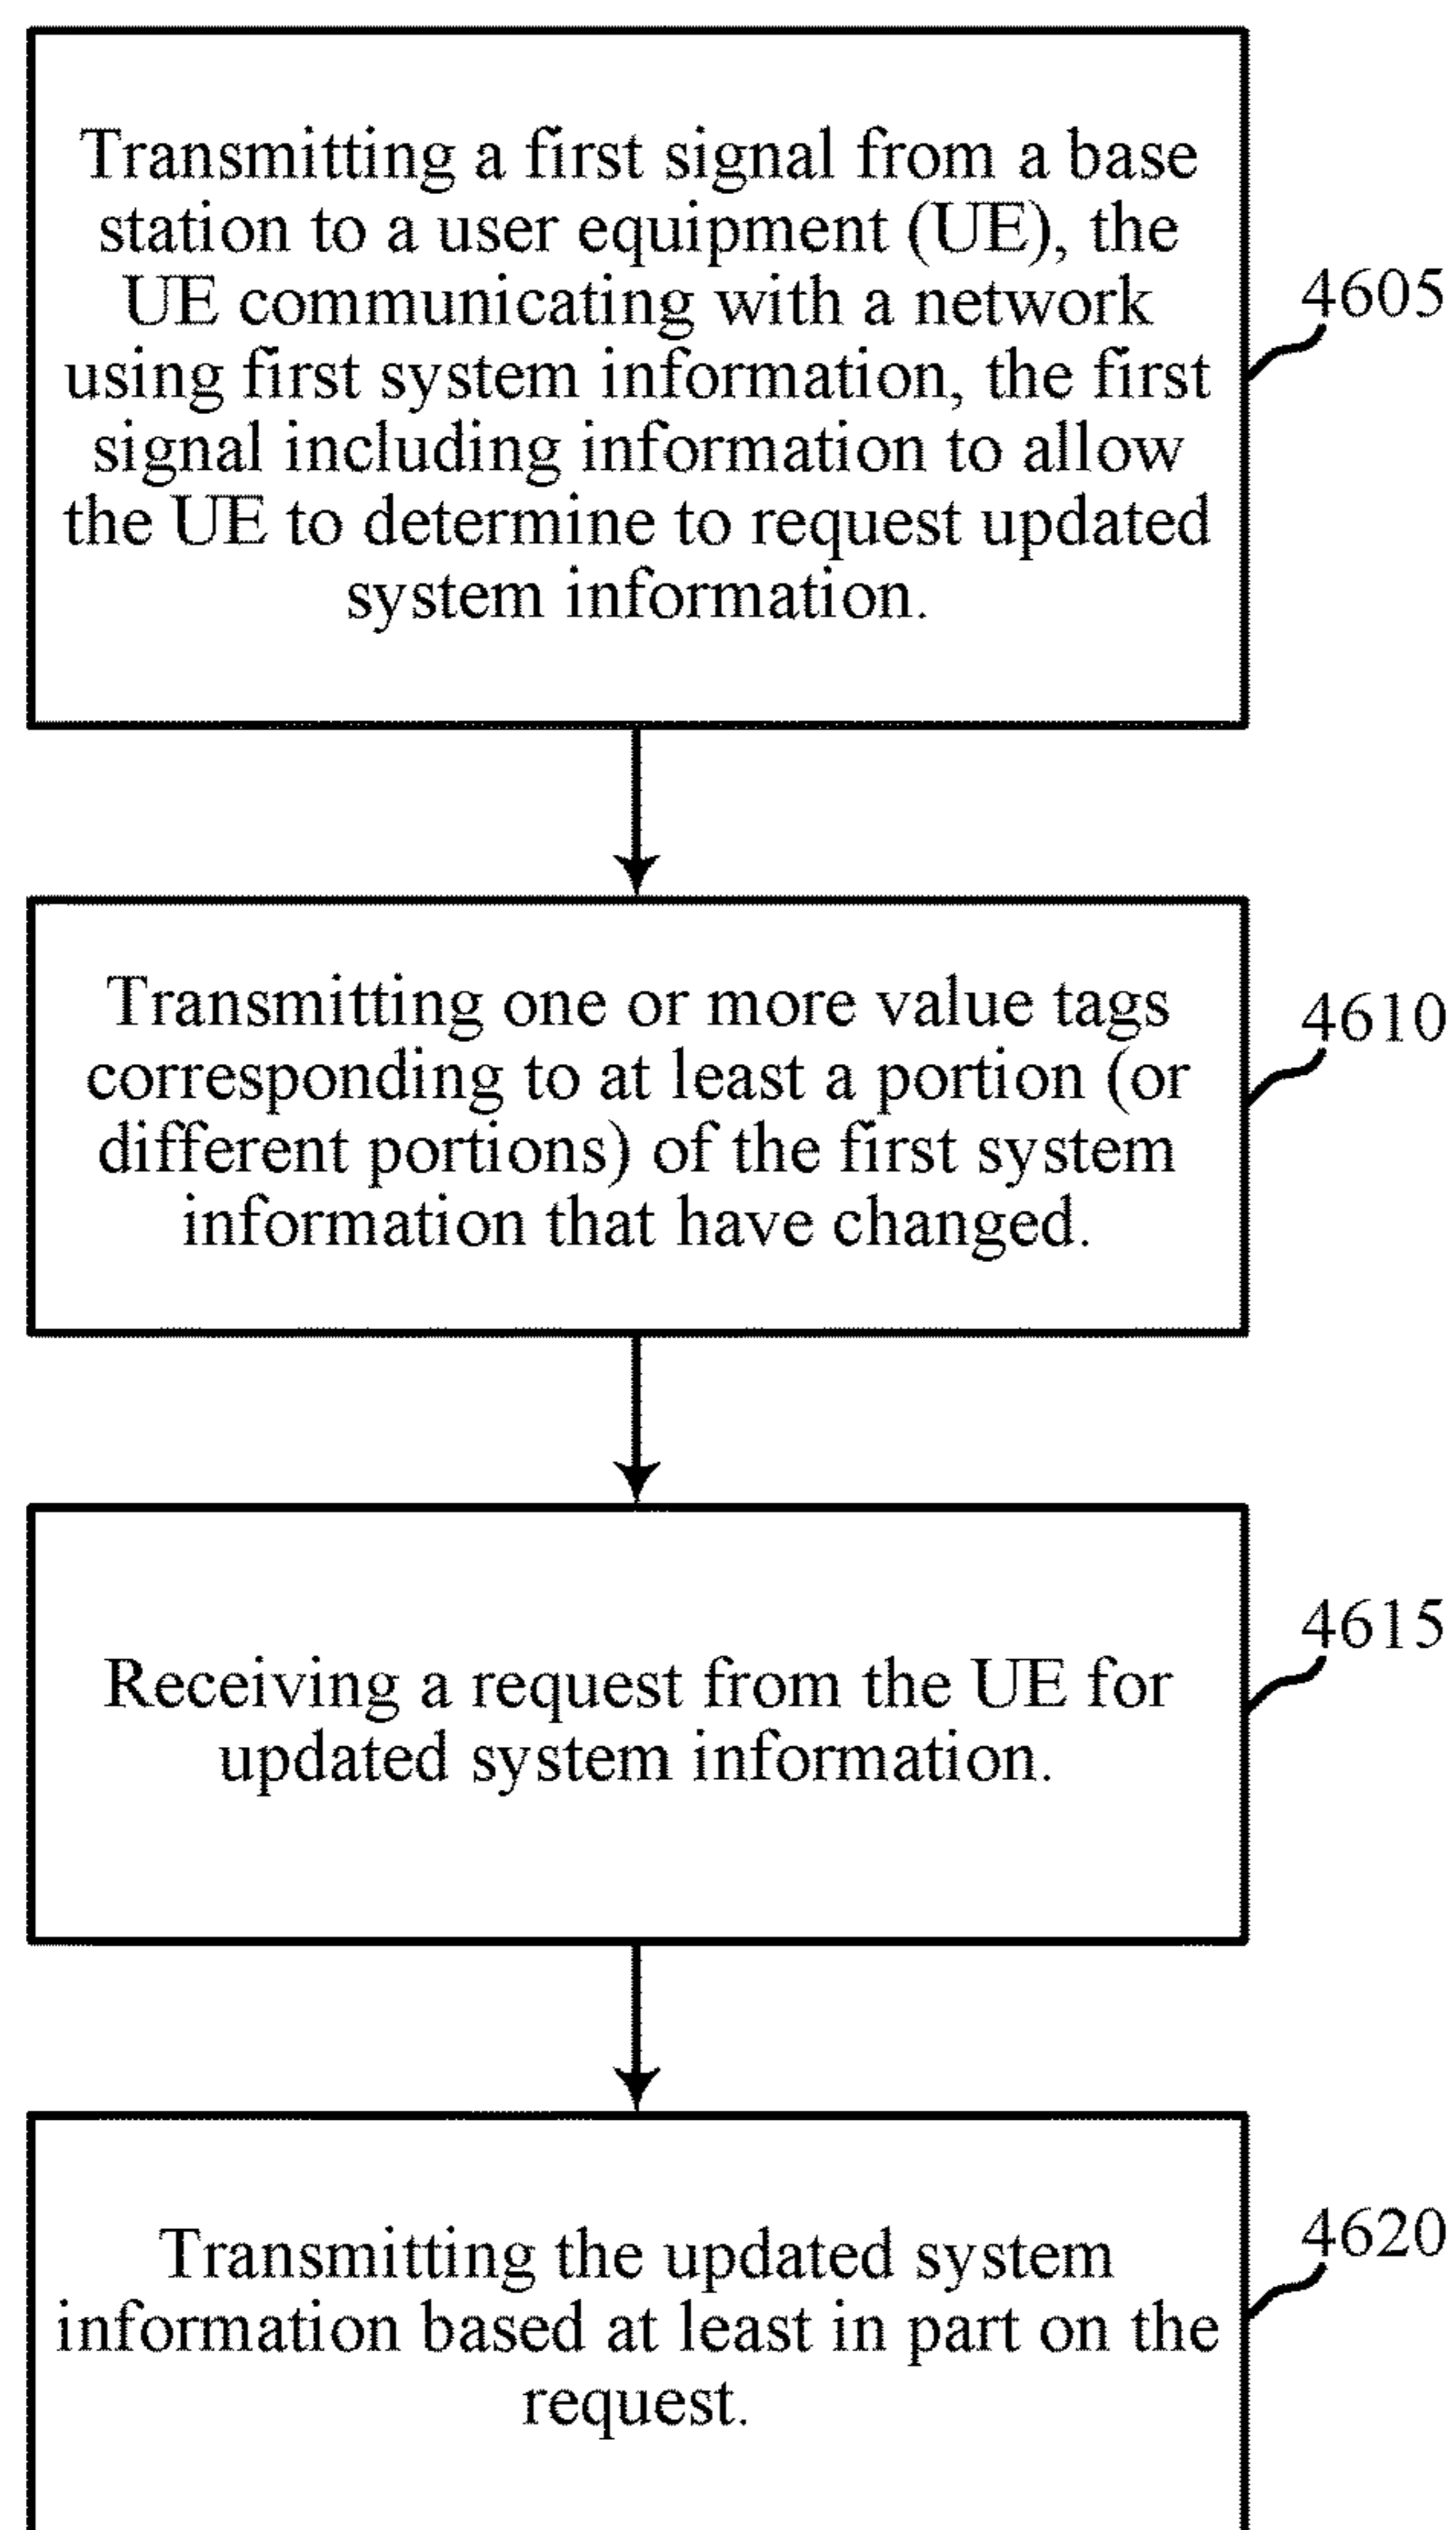 Transmitting a first signal from a base
station to a user equipment (UE), the
UE communicating with a network
using first system information, the first
signal including information to allow
the UE to determine to request updated
system information.
4605
Transmitting one or more value tags
corresponding to at least a portion (or
different portions) of the first system
information that have changed.
4610
Receiving a request from the UE for
updated system information.
4615
Transmitting the updated system
information based at least in part on the
request.
4620